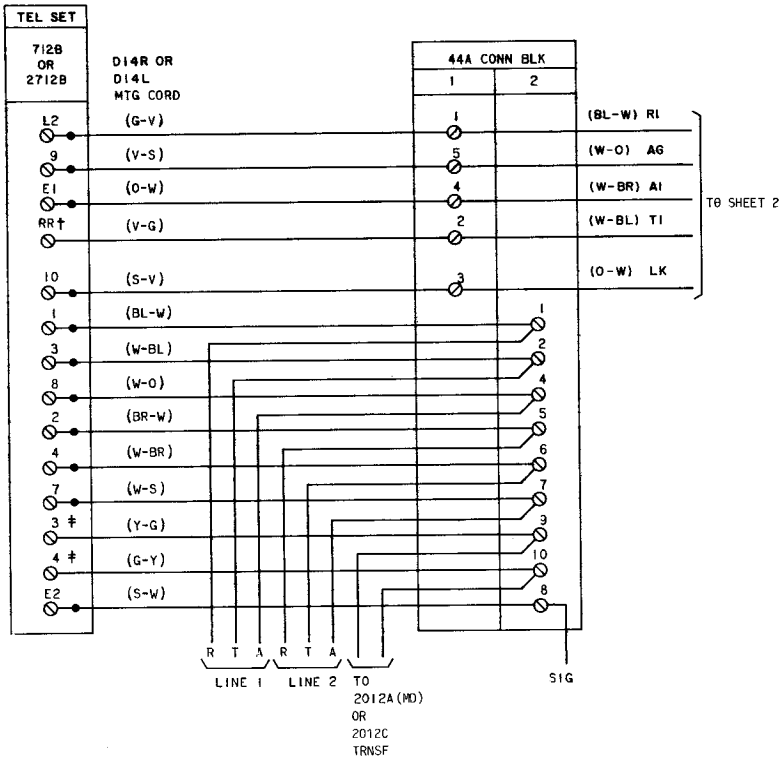 TEL SET
712B
OR
2712B
D14R OR
D14L
MTG CORD
44A CONN BLK
1 2
L2 (G-V) 1 (BL-W) R1
9 (V-S) 5 (W-O) AG
E1 (O-W) 4 (W-BR) A1
RR† (V-G) 2 (W-BL) T1
TO SHEET 2
10 (S-V) 3 (O-W) LK
1 (BL-W) 1
3 (W-BL) 2
8 (W-O) 4
2 (BR-W) 5
4 (W-BR) 6
7 (W-S) 7
3 ‡ (Y-G) 9
4 ‡ (G-Y) 10
E2 (S-W) 8
R T A R T A
LINE 1 LINE 2 TO SIG
2012A(MD)
OR
2012C
TRNSF